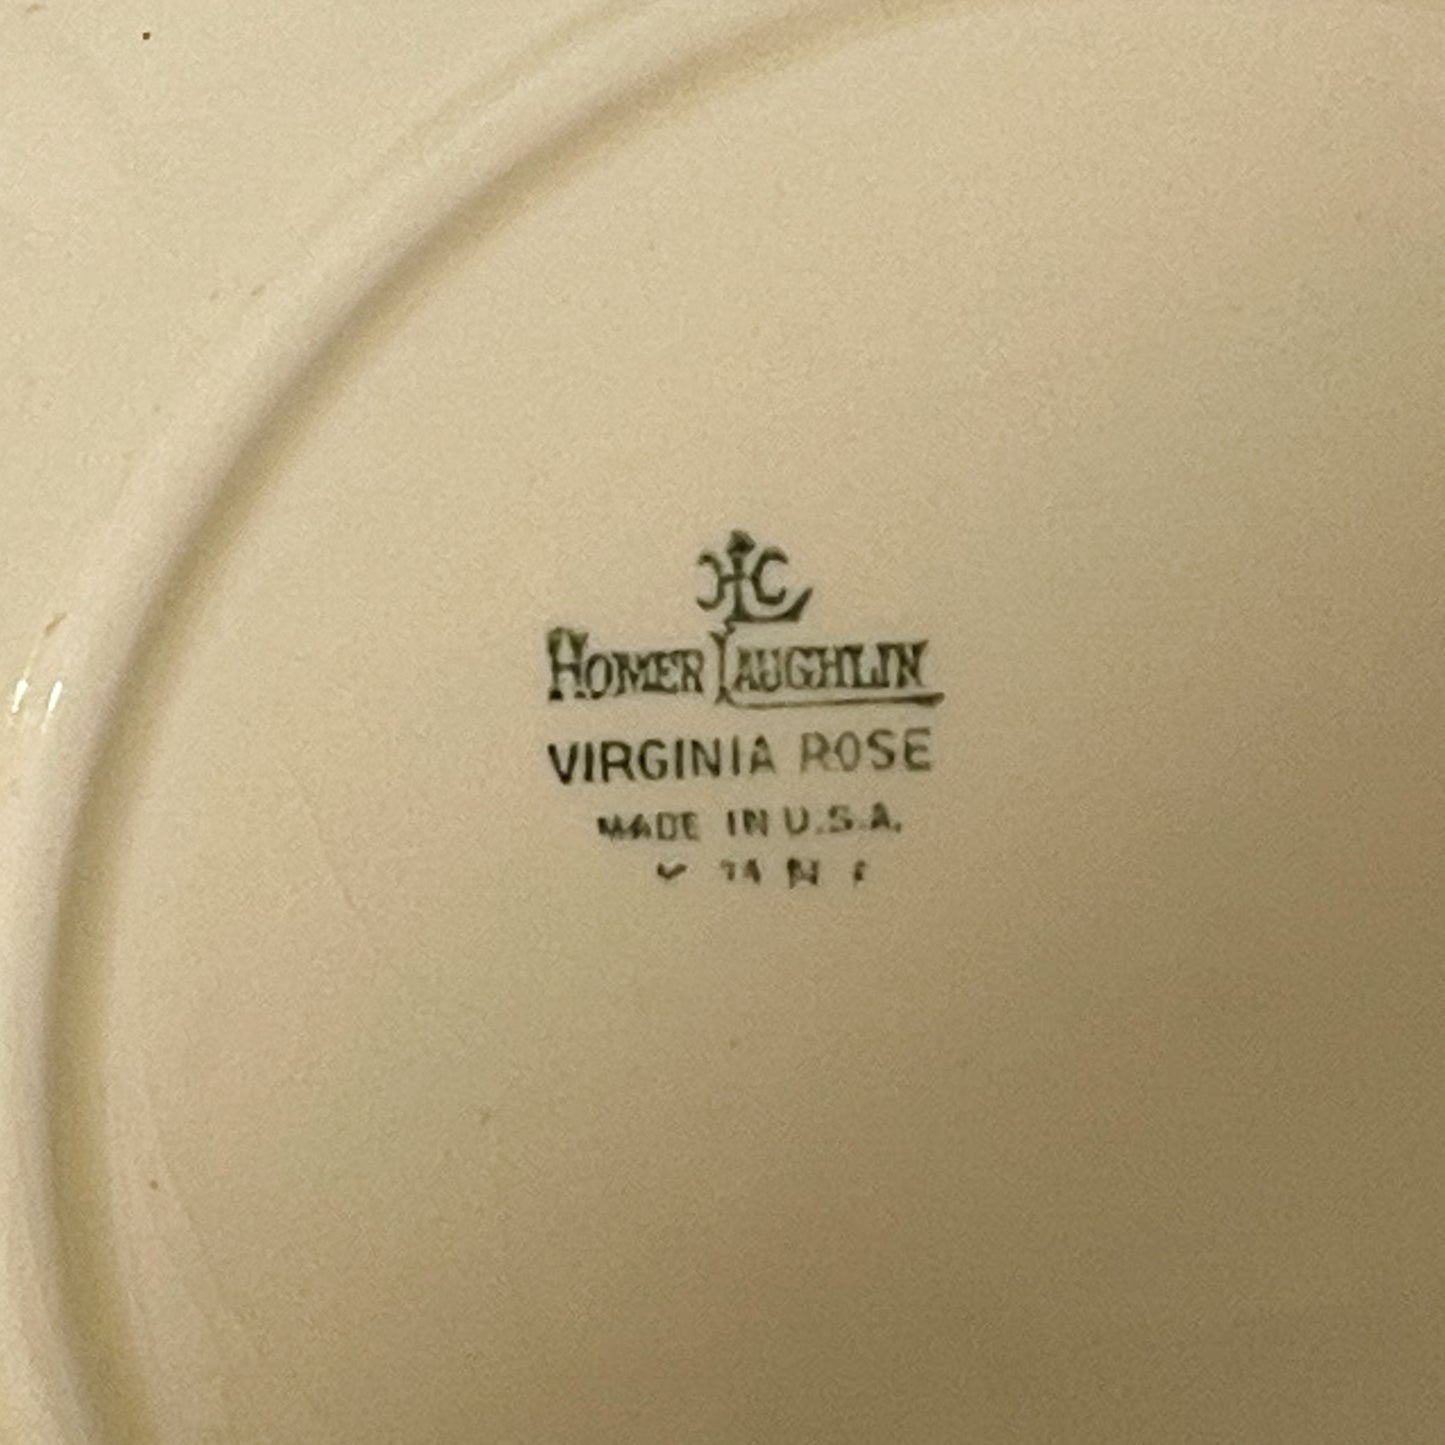 HLC
HOMER LAUGHLIN
VIRGINIA ROSE
MADE IN U.S.A.